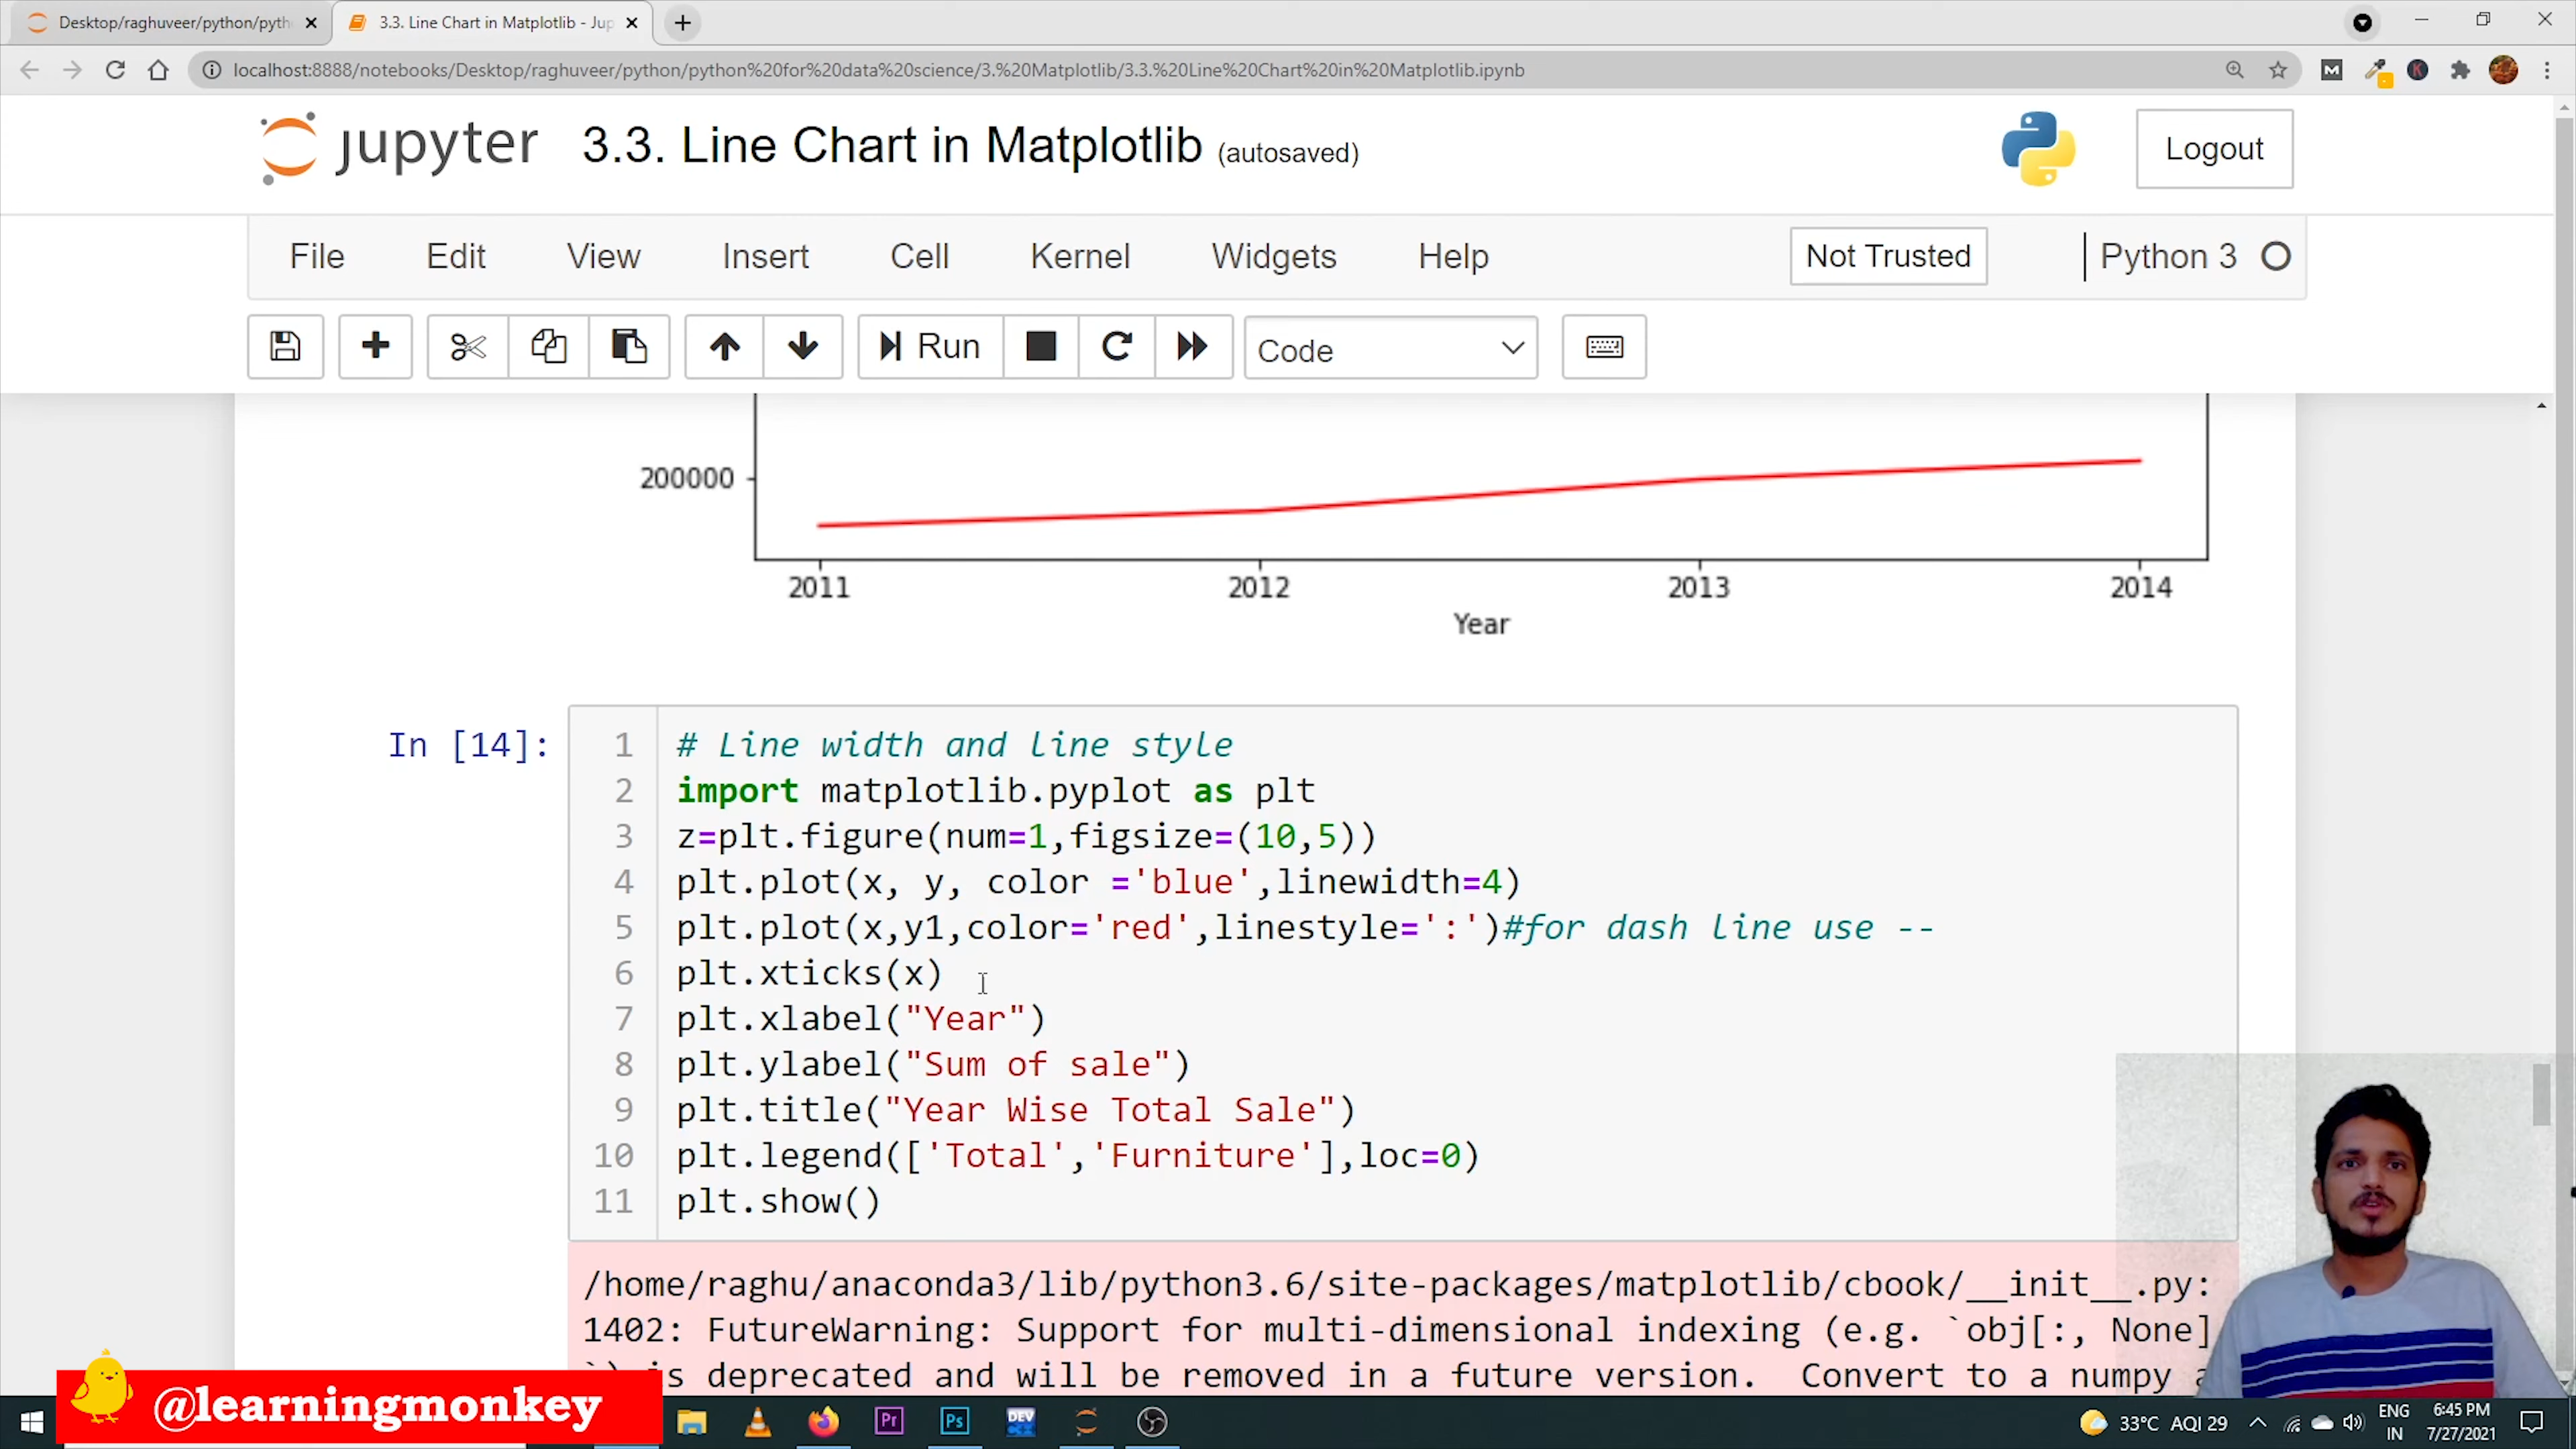 Desktop/raghuveer/python/pyth
3.3. Line Chart in Matplotlib - Jup
localhost:8888/notebooks/Desktop/raghuveer/python/python%20for%20data%20science/3.%20Matplotlib/3.3.%20Line%20Chart%20in%20Matplotlib.ipynb
jupyter 3.3. Line Chart in Matplotlib (autosaved)
Logout
File Edit View Insert Cell Kernel Widgets Help Not Trusted Python 3
Run Code
200000
2011 2012 2013 2014
Year
In [14]:
1 # Line width and line style
2 import matplotlib.pyplot as plt
3 z=plt.figure(num=1,figsize=(10,5))
4 plt.plot(x, y, color ='blue',linewidth=4)
5 plt.plot(x,y1,color='red',linestyle=':')#for dash line use --
6 plt.xticks(x)
7 plt.xlabel("Year")
8 plt.ylabel("Sum of sale")
9 plt.title("Year Wise Total Sale")
10 plt.legend(['Total','Furniture'],loc=0)
11 plt.show()
/home/raghu/anaconda3/lib/python3.6/site-packages/matplotlib/cbook/__init__.py:
1402: FutureWarning: Support for multi-dimensional indexing (e.g. `obj[:, None]
`) is deprecated and will be removed in a future version. Convert to a numpy a
@learningmonkey
Pr
Ps
DEV
33°C AQI 29
ENG
IN
6:45 PM
7/27/2021